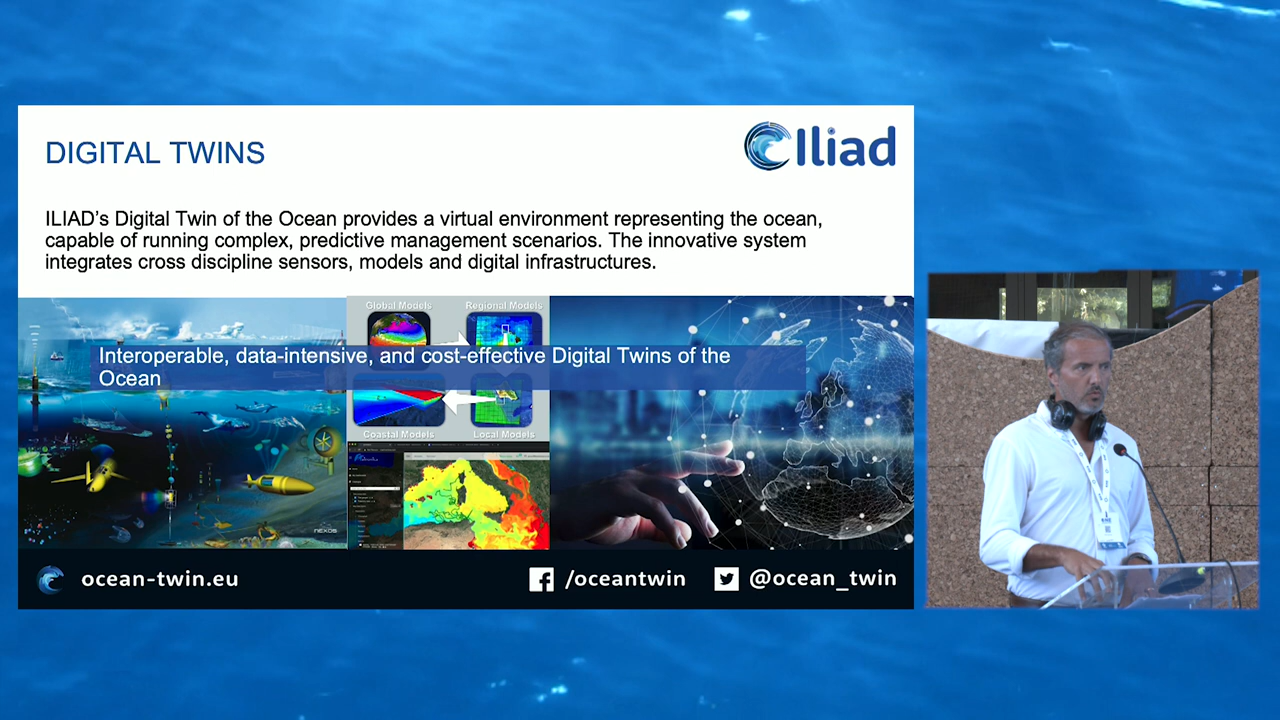 DIGITAL TWINS
Iliad
ILIAD's Digital Twin of the Ocean provides a virtual environment representing the ocean,
capable of running complex, predictive management scenarios. The innovative system
integrates cross discipline sensors, models and digital infrastructures.
Global Models
Regional Models
Interoperable, data-intensive, and cost-effective Digital Twins of the
Ocean
Coastal Models
Local Models
NEXOS
ocean-twin.eu
/oceantwin
@ocean_twin